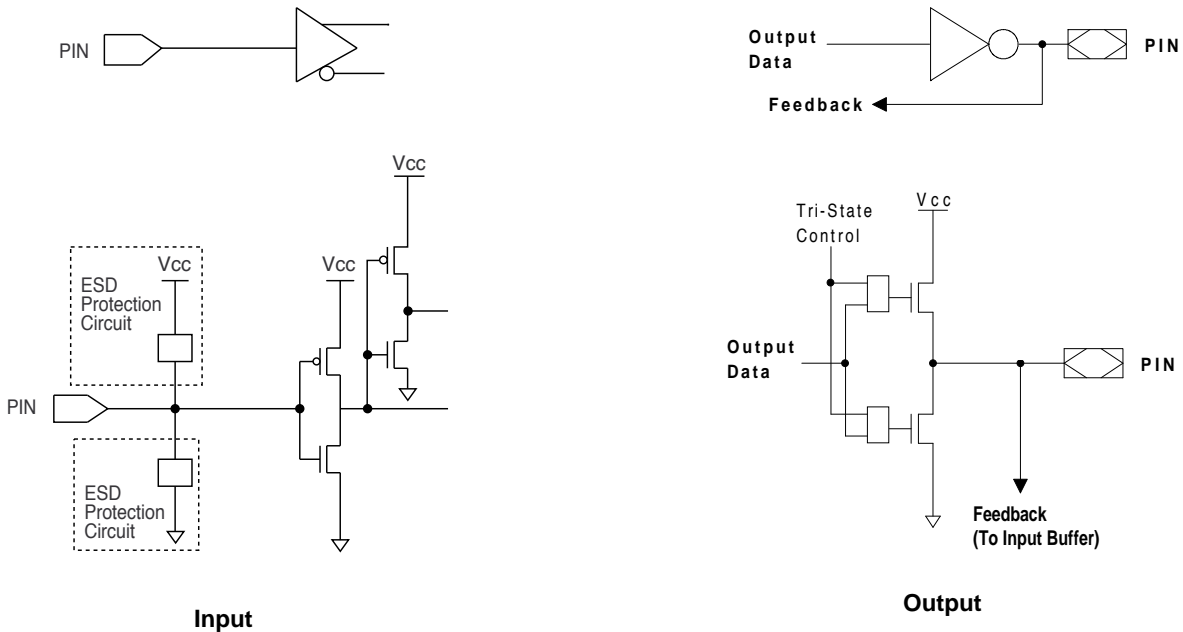 PIN
Vcc
Vcc
Vcc
ESD
Protection
Circuit
PIN
ESD
Protection
Circuit
Input
Output
Data
PIN
Feedback
Tri-State
Control
Vcc
Output
Data
PIN
Feedback
(To Input Buffer)
Output